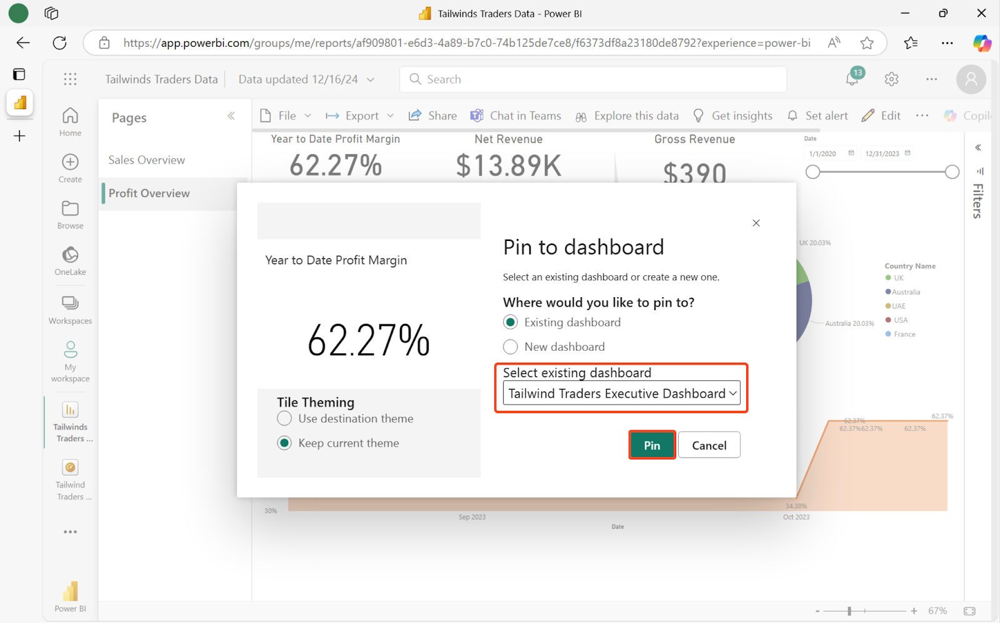 Tailwinds Traders Data - Power BI
https://app.powerbi.com/groups/me/reports/af909801-e6d3-4a89-b7c0-74b125de7ce8/f6373df8a23180de8792?experience=power-bi
Tailwinds Traders Data
Data updated 12/16/24
Search
13
Home
Create
Browse
OneLake
Workspaces
My
workspace
Tailwinds
Traders ...
Tailwind
Traders ...
Power BI
Pages
Sales Overview
Profit Overview
File
Export
Share
Chat in Teams
Explore this data
Get insights
Set alert
Edit
Copil
Year to Date Profit Margin
62.27%
Net Revenue
$13.89K
Gross Revenue
$390
Date
1/1/2020
12/31/2023
Filters
Year to Date Profit Margin
62.27%
Tile Theming
Use destination theme
Keep current theme
Pin to dashboard
Select an existing dashboard or create a new one.
Where would you like to pin to?
Existing dashboard
New dashboard
Select existing dashboard
Tailwind Traders Executive Dashboard
Pin
Cancel
UK 20.03%
Australia 20.03%
Country Name
UK
Australia
UAE
USA
France
62.37%
62.37%
62.37%
62.37%
62.37%
34.38%
30%
Sep 2023
Oct 2023
Date
- + 67%